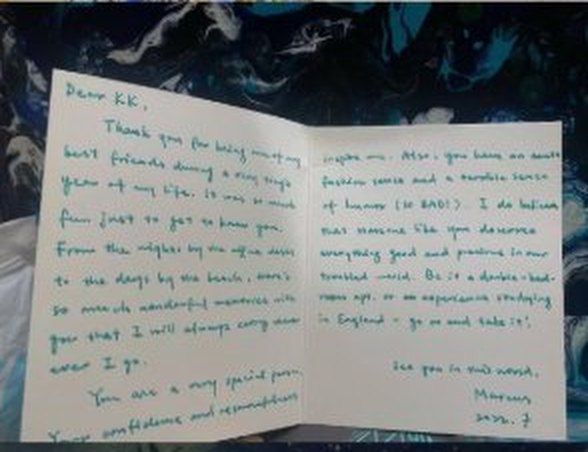 Dear KK,
Thank you for being one of my
best friends during a very tough
year of my life. It was so much
fun just to get to know you.
From the nights by the office desks
to the days by the beach, there's
so much wonderful memories with
you that I will always carry wher
ever I go.
You are a very special person
Your confidence and resourcefulness
inspire me. Also, you have an
fashion sense and a terrible sense
of humor (SO BAD!). I do believe
that someone like you deserves
everything good and precious in our
troubled world. Be it a double-bed-
room apt. or an experience studying
in England - go on and take it!
See you in this world,
Marcus
2022. 7